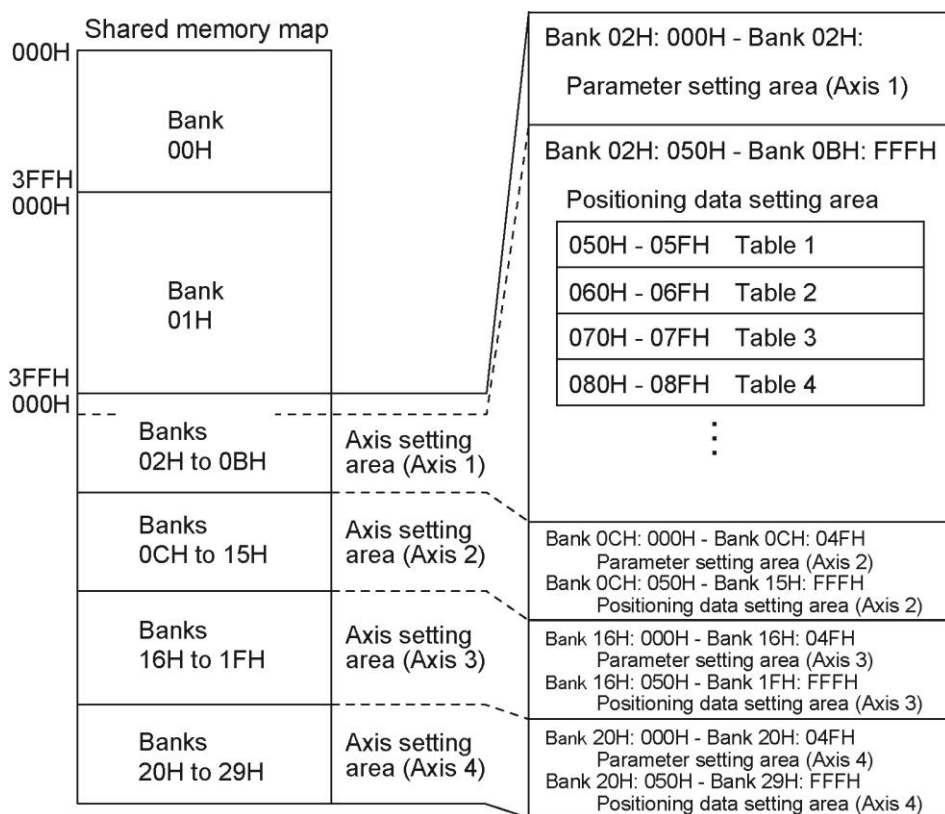 Shared memory map
000H
Bank
00H
3FFH
000H
Bank
01H
3FFH
000H
Banks
02H to 0BH
Axis setting
area (Axis 1)
Banks
0CH to 15H
Axis setting
area (Axis 2)
Banks
16H to 1FH
Axis setting
area (Axis 3)
Banks
20H to 29H
Axis setting
area (Axis 4)
Bank 02H: 000H - Bank 02H:
Parameter setting area (Axis 1)
Bank 02H: 050H - Bank 0BH: FFFH
Positioning data setting area
050H - 05FH Table 1
060H - 06FH Table 2
070H - 07FH Table 3
080H - 08FH Table 4
⋮
Bank 0CH: 000H - Bank 0CH: 04FH
Parameter setting area (Axis 2)
Bank 0CH: 050H - Bank 15H: FFFH
Positioning data setting area (Axis 2)
Bank 16H: 000H - Bank 16H: 04FH
Parameter setting area (Axis 3)
Bank 16H: 050H - Bank 1FH: FFFH
Positioning data setting area (Axis 3)
Bank 20H: 000H - Bank 20H: 04FH
Parameter setting area (Axis 4)
Bank 20H: 050H - Bank 29H: FFFH
Positioning data setting area (Axis 4)